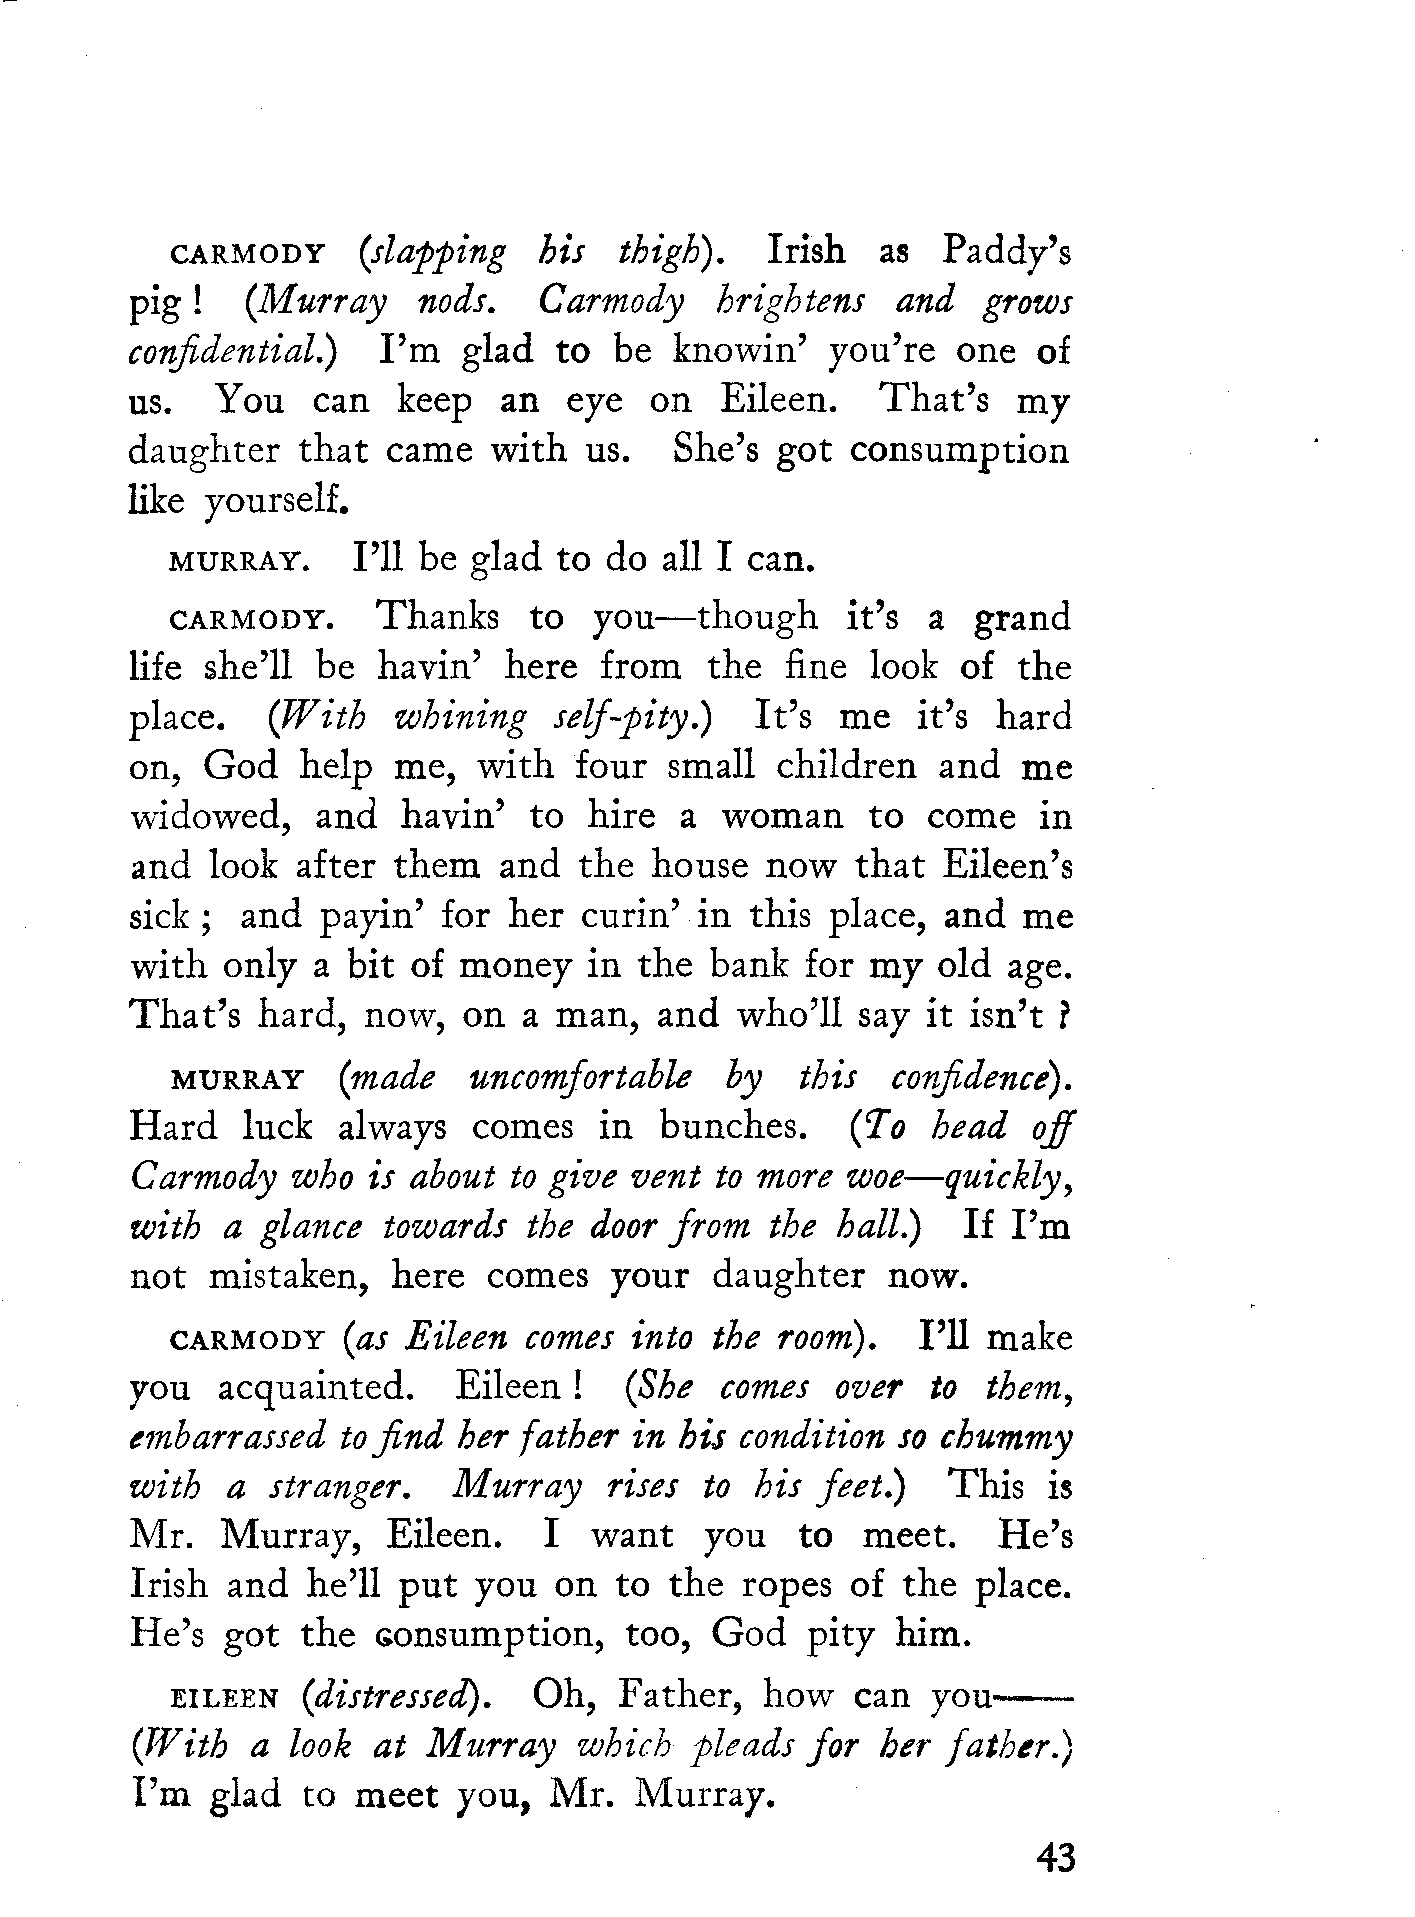 CARMODY (slapping his thigh). Irish as Paddy's
pig ! (Murray nods. Carmody brightens and grows
confidential.) I'm glad to be knowin' you're one of
us. You can keep an eye on Eileen. That's my
daughter that came with us. She's got consumption
like yourself.
MURRAY. I'll be glad to do all I can.
CARMODY. Thanks to you—though it's a grand
life she'll be havin' here from the fine look of the
place. (With whining self-pity.) It's me it's hard
on, God help me, with four small children and me
widowed, and havin' to hire a woman to come in
and look after them and the house now that Eileen's
sick ; and payin' for her curin' in this place, and me
with only a bit of money in the bank for my old age.
That's hard, now, on a man, and who'll say it isn't ?
MURRAY (made uncomfortable by this confidence).
Hard luck always comes in bunches. (To head off
Carmody who is about to give vent to more woe—quickly,
with a glance towards the door from the hall.) If I'm
not mistaken, here comes your daughter now.
CARMODY (as Eileen comes into the room). I'll make
you acquainted. Eileen ! (She comes over to them,
embarrassed to find her father in his condition so chummy
with a stranger. Murray rises to his feet.) This is
Mr. Murray, Eileen. I want you to meet. He's
Irish and he'll put you on to the ropes of the place.
He's got the consumption, too, God pity him.
EILEEN (distressed). Oh, Father, how can you——
(With a look at Murray which pleads for her father.)
I'm glad to meet you, Mr. Murray.
43